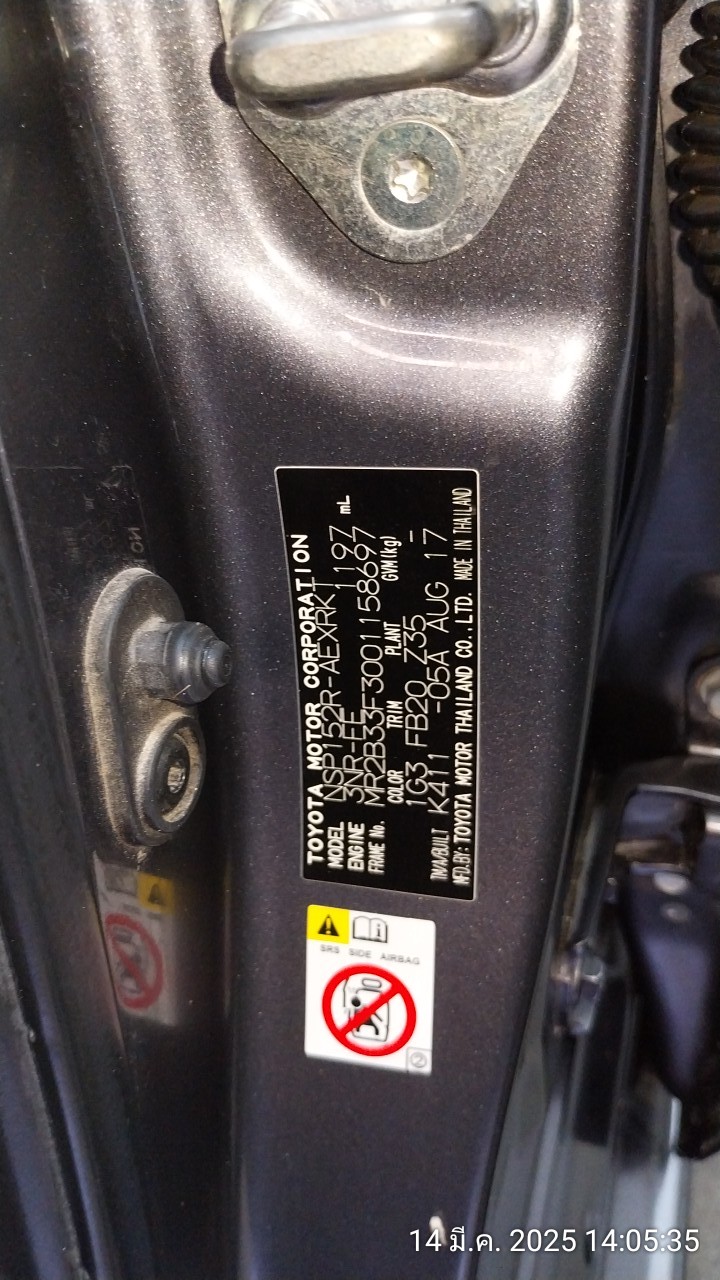 TOYOTA MOTOR CORPORATION
MODEL NSP152R-AEXRKT 1197 mL
ENGINE 3NR-FE
FRAME No. MR2B33F3001158697
COLOR TRIM PLANT GVM(kg)
1G3 FB20 Z35 -
TMVA/BUILT K411 -05A AUG 17
MFD.BY: TOYOTA MOTOR THAILAND CO.,LTD. MADE IN THAILAND
SRS SIDE AIRBAG
14 มี.ค. 2025 14:05:35